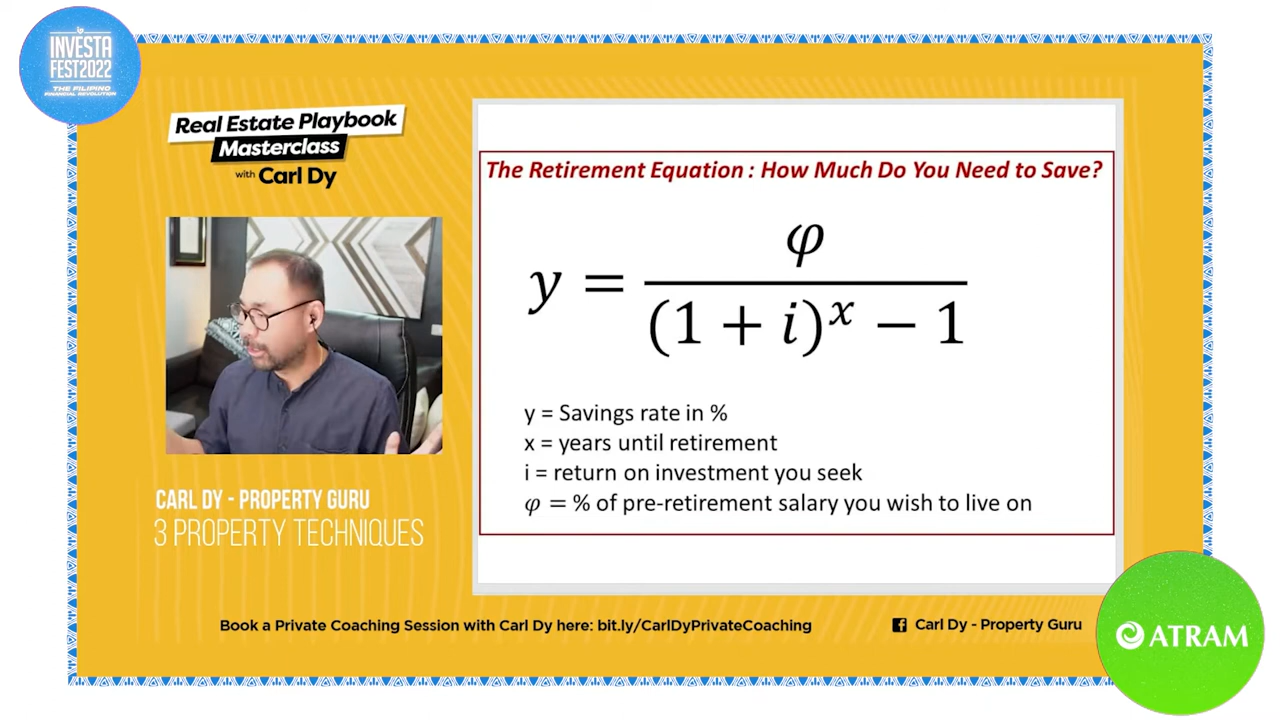 INVESTA
FEST2022
THE FILIPINO
FINANCIAL REVOLUTION
Real Estate Playbook
Masterclass
with Carl Dy
The Retirement Equation : How Much Do You Need to Save?
y = φ / ((1 + i)^x − 1)
y = Savings rate in %
x = years until retirement
i = return on investment you seek
φ = % of pre-retirement salary you wish to live on
CARL DY - PROPERTY GURU
3 PROPERTY TECHNIQUES
Book a Private Coaching Session with Carl Dy here: bit.ly/CarlDyPrivateCoaching
Carl Dy - Property Guru
ATRAM